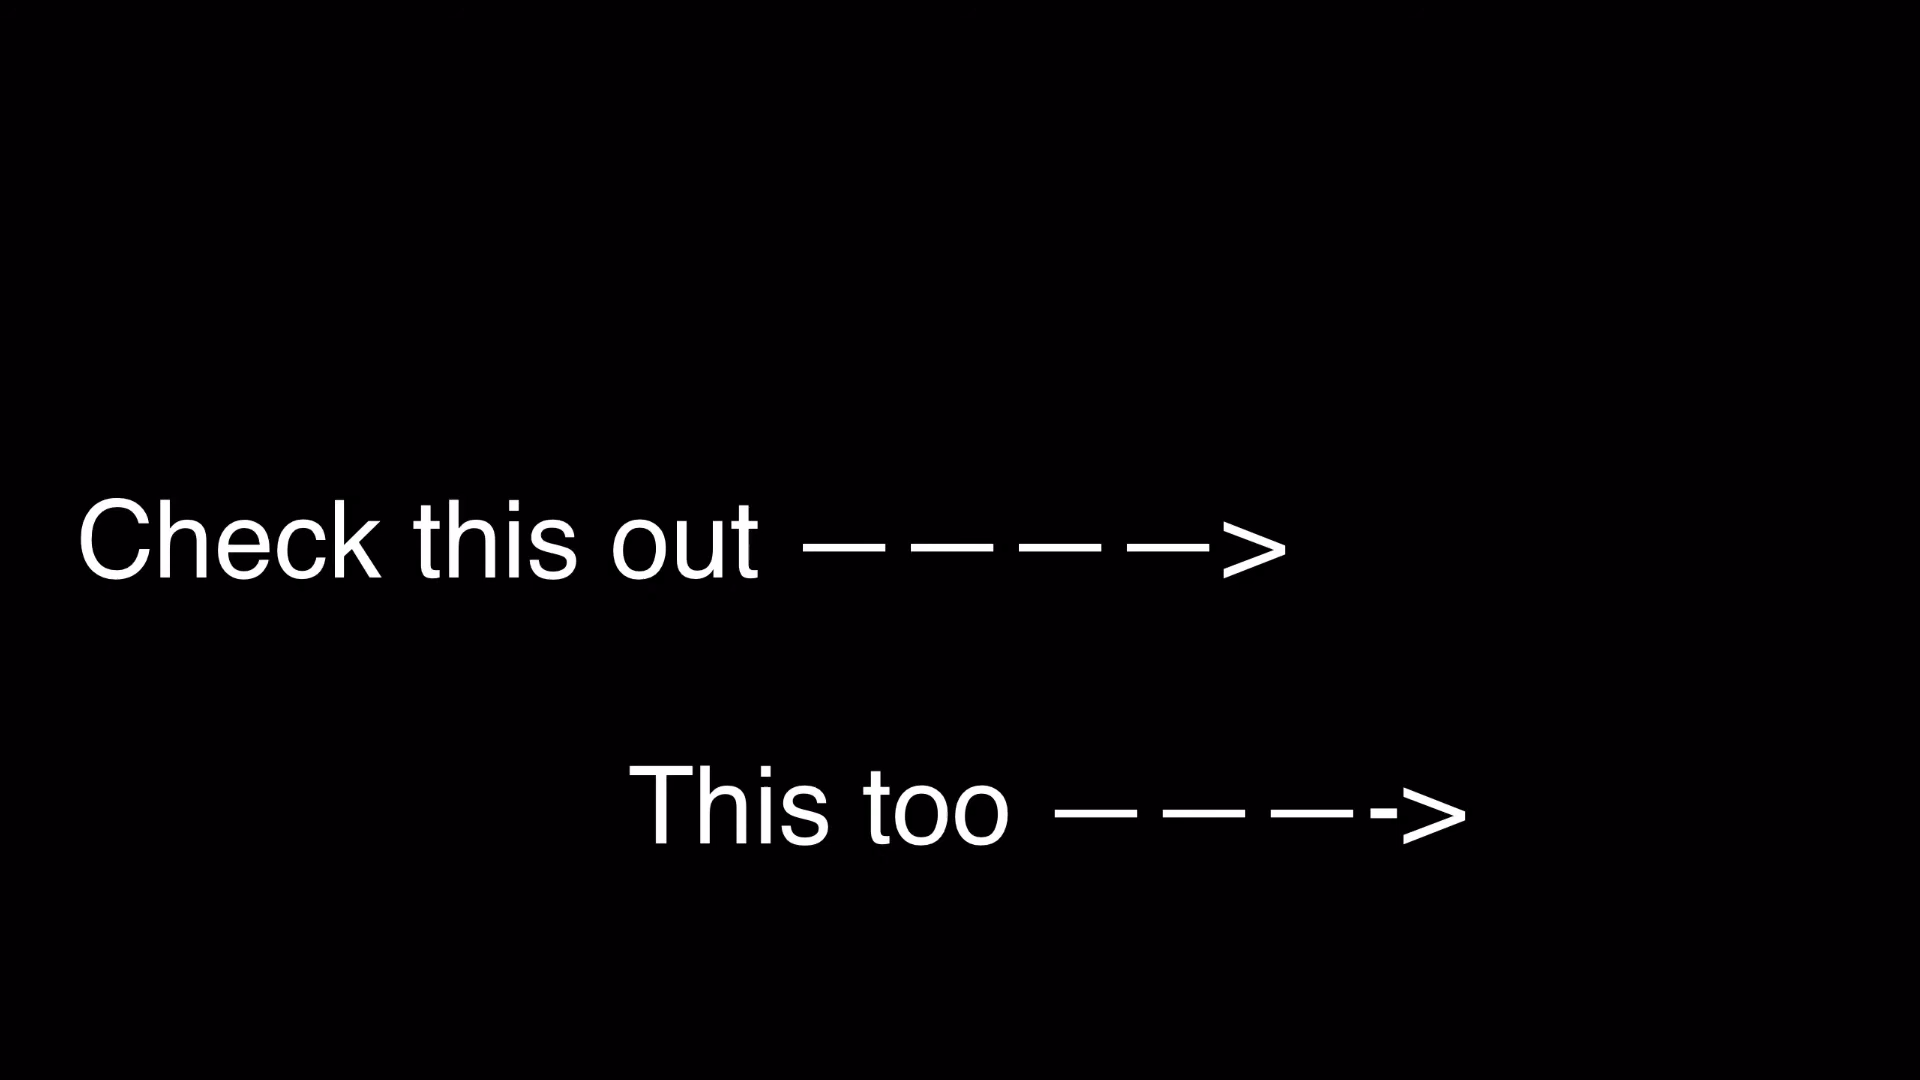 Check this out ————>
This too ———->